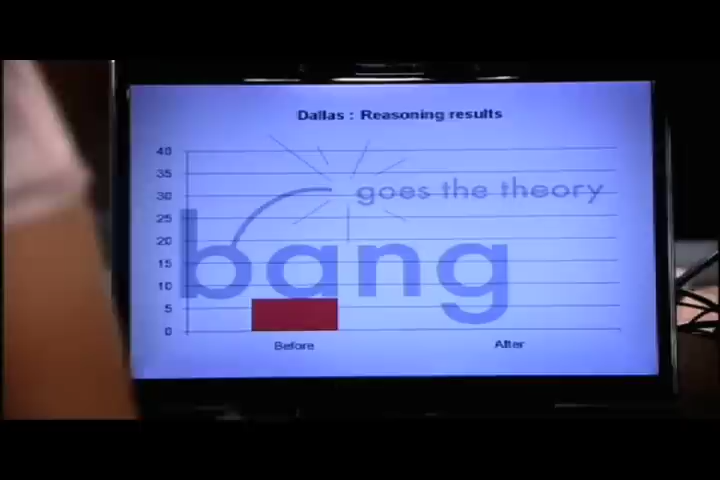 Dallas : Reasoning results
40
35
30
goes the theory
25
20
bang
15
10
5
0
Before After